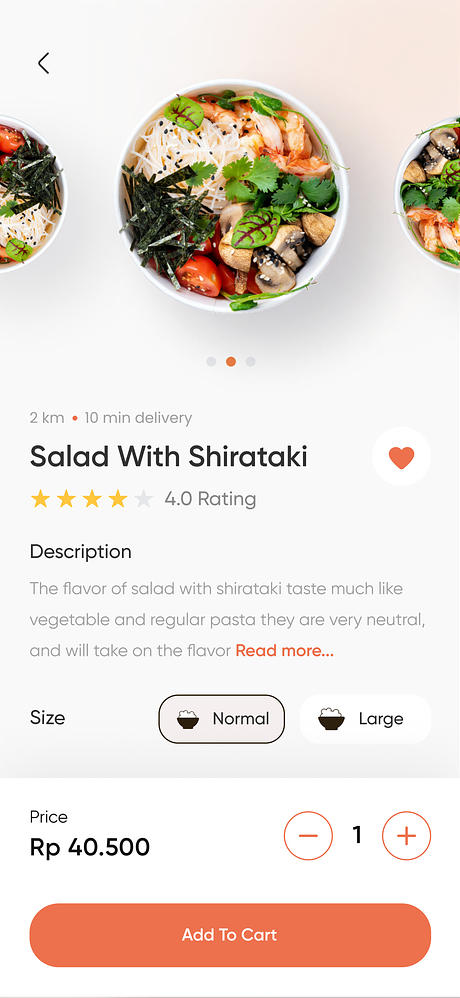 2 km • 10 min delivery
Salad With Shirataki
4.0 Rating
Description
The flavor of salad with shirataki taste much like
vegetable and regular pasta they are very neutral,
and will take on the flavor Read more...
Size
Normal
Large
Price
Rp 40.500
1
Add To Cart